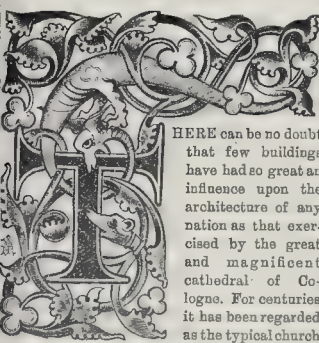 THERE can be no doubt
that few buildings
have had so great an
influence upon the
architecture of any
nation as that exer-
cised by the great
and magnificent
cathedral of Co-
logne. For centuries
it has been regarded
as the typical church